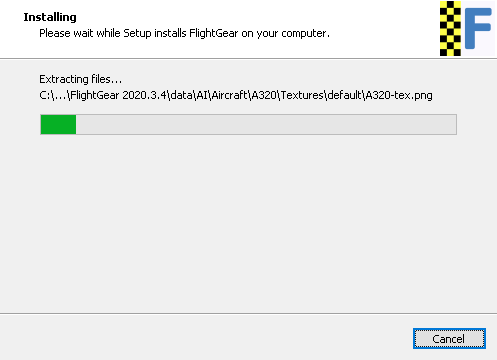 Installing
Please wait while Setup installs FlightGear on your computer.
F
Extracting files...
C:\...\FlightGear 2020.3.4\data\AI\Aircraft\A320\Textures\default\A320-tex.png
Cancel